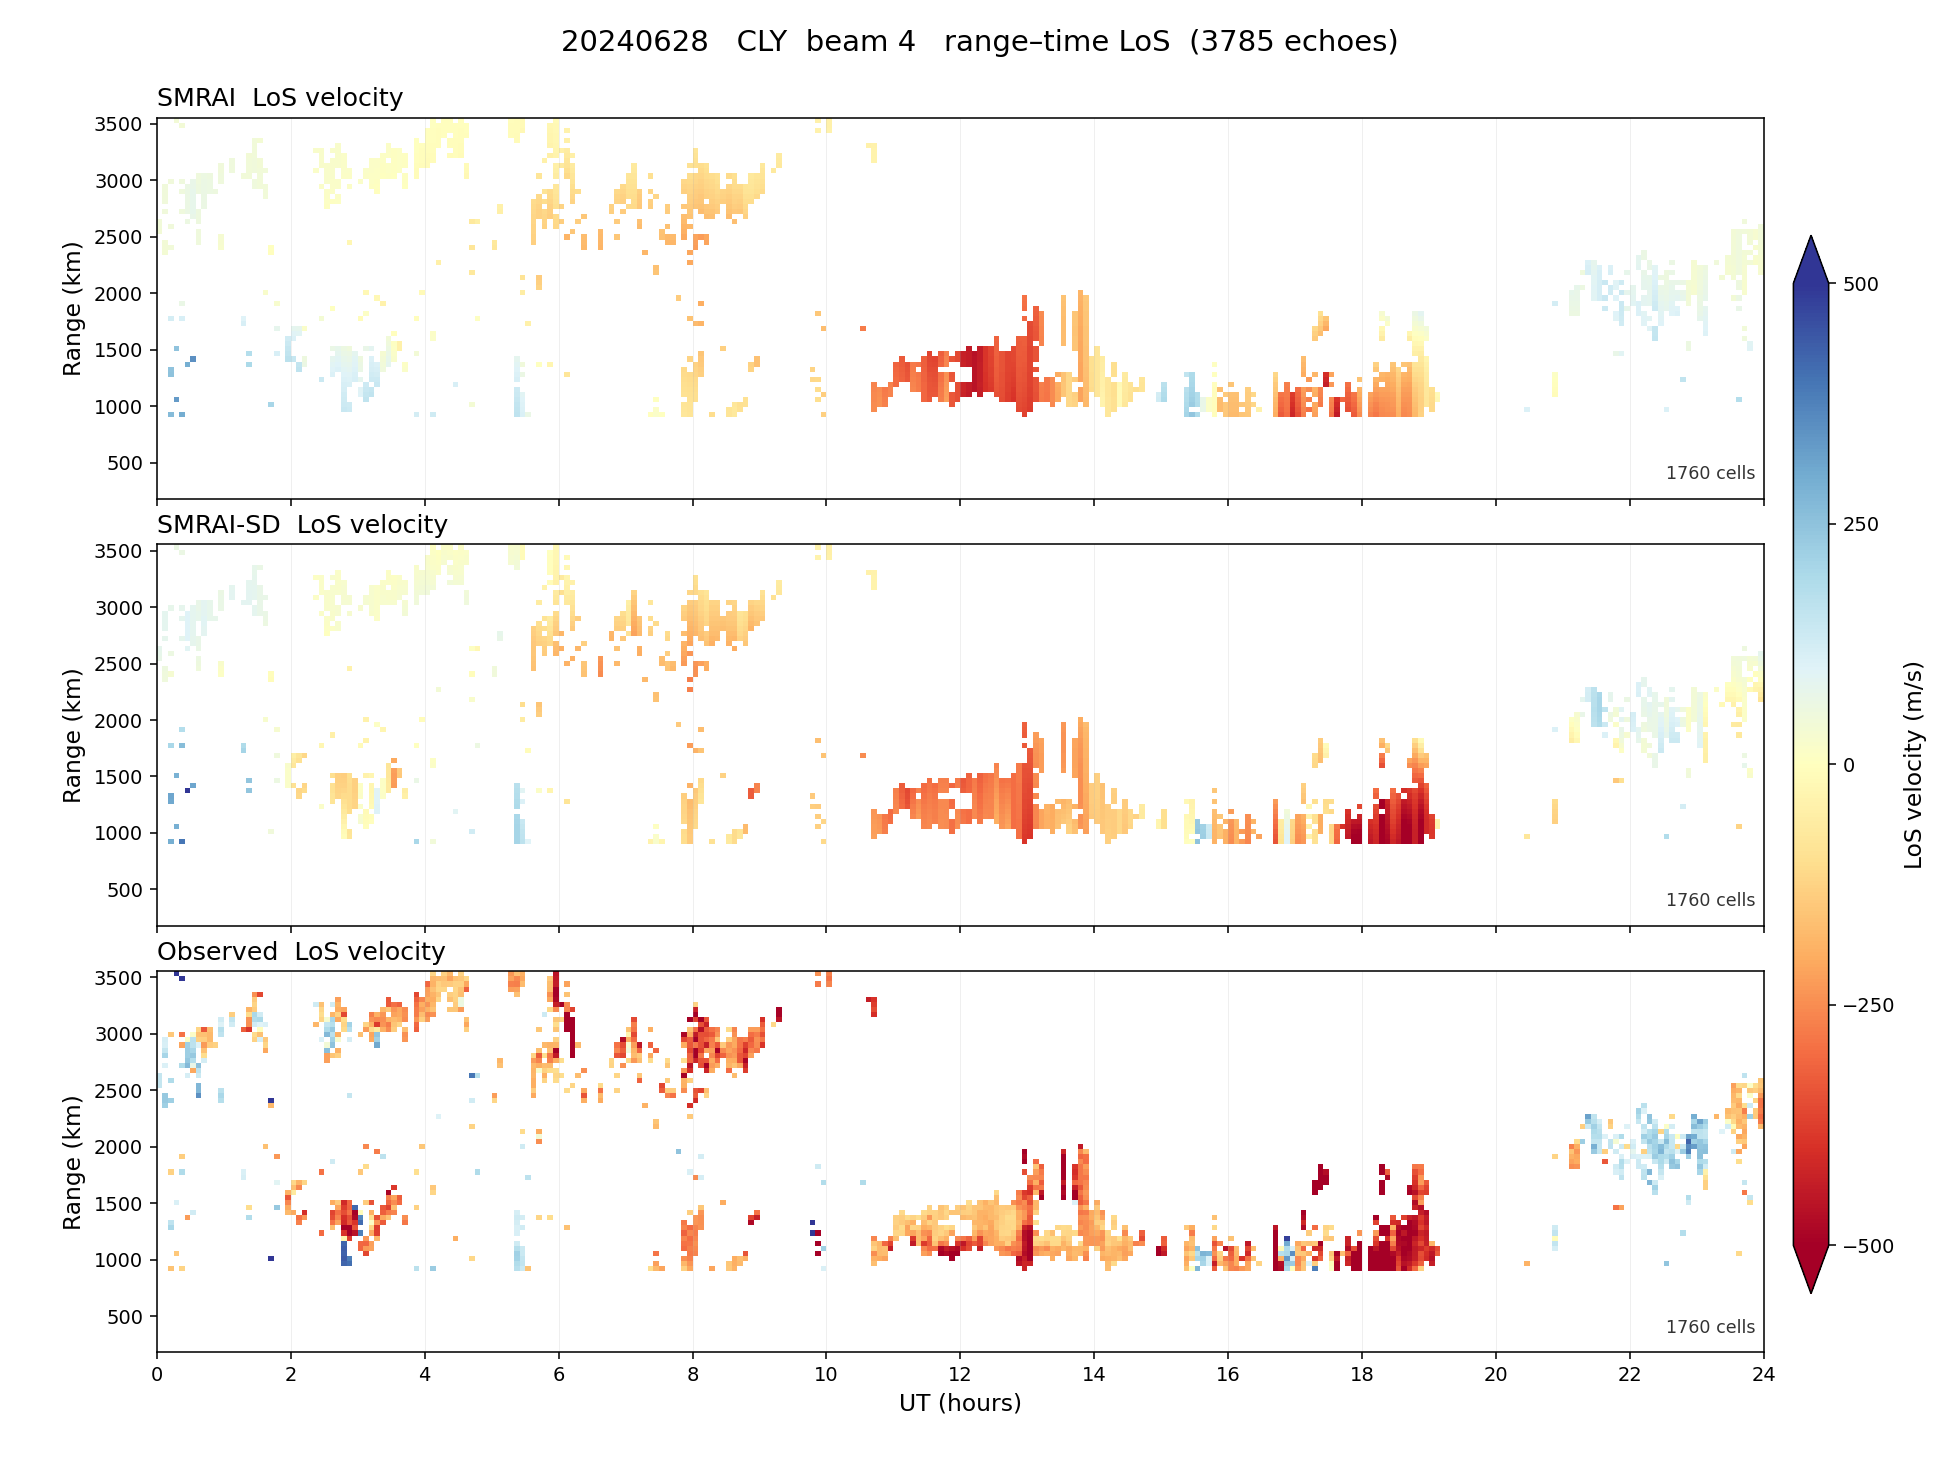 20240628 CLY beam 4 range–time LoS (3785 echoes)
SMRAI LoS velocity
3500
3000
2500
2000
1500
1000
500
Range (km)
1760 cells
SMRAI-SD LoS velocity
3500
3000
2500
2000
1500
1000
500
Range (km)
1760 cells
Observed LoS velocity
3500
3000
2500
2000
1500
1000
500
Range (km)
1760 cells
0 2 4 6 8 10 12 14 16 18 20 22 24
UT (hours)
500
250
0
−250
−500
LoS velocity (m/s)